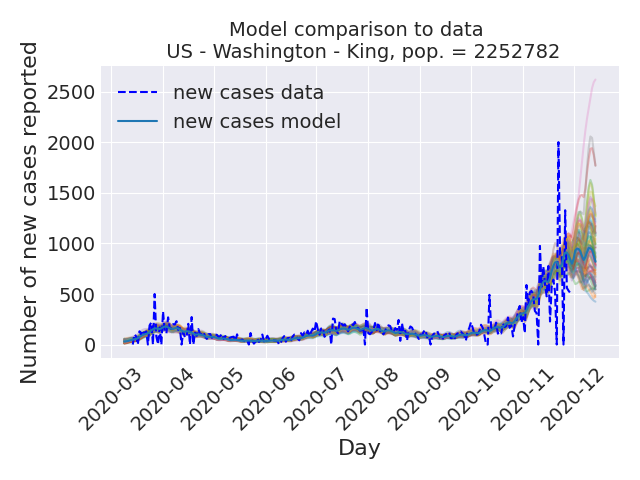 Model comparison to data
US - Washington - King, pop. = 2252782
Number of new cases reported
2500
2000
1500
1000
500
0
new cases data
new cases model
2020-03
2020-04
2020-05
2020-06
2020-07
2020-08
2020-09
2020-10
2020-11
2020-12
Day